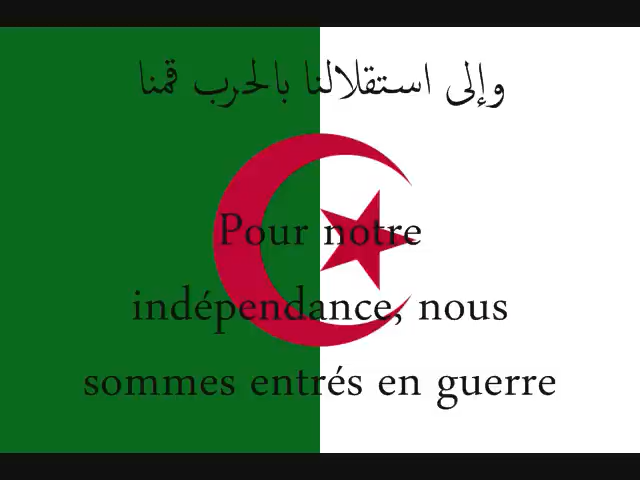 وإلى استقلالنا بالحرب قمنا
Pour notre
indépendance, nous
sommes entrés en guerre